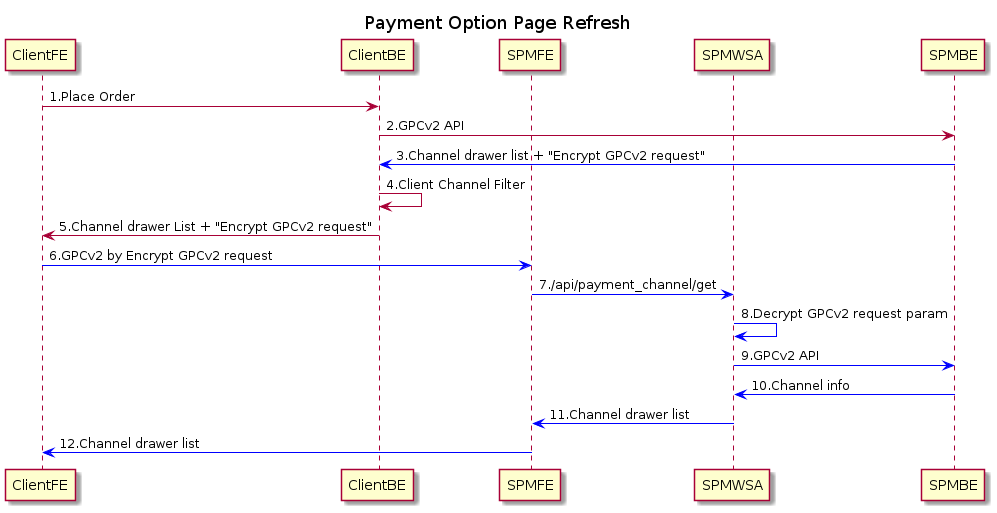 Payment Option Page Refresh
ClientFE ClientBE SPMFE SPMWSA SPMBE
1.Place Order
2.GPCv2 API
3.Channel drawer list + "Encrypt GPCv2 request"
4.Client Channel Filter
5.Channel drawer List + "Encrypt GPCv2 request"
6.GPCv2 by Encrypt GPCv2 request
7./api/payment_channel/get
8.Decrypt GPCv2 request param
9.GPCv2 API
10.Channel info
11.Channel drawer list
12.Channel drawer list
ClientFE ClientBE SPMFE SPMWSA SPMBE